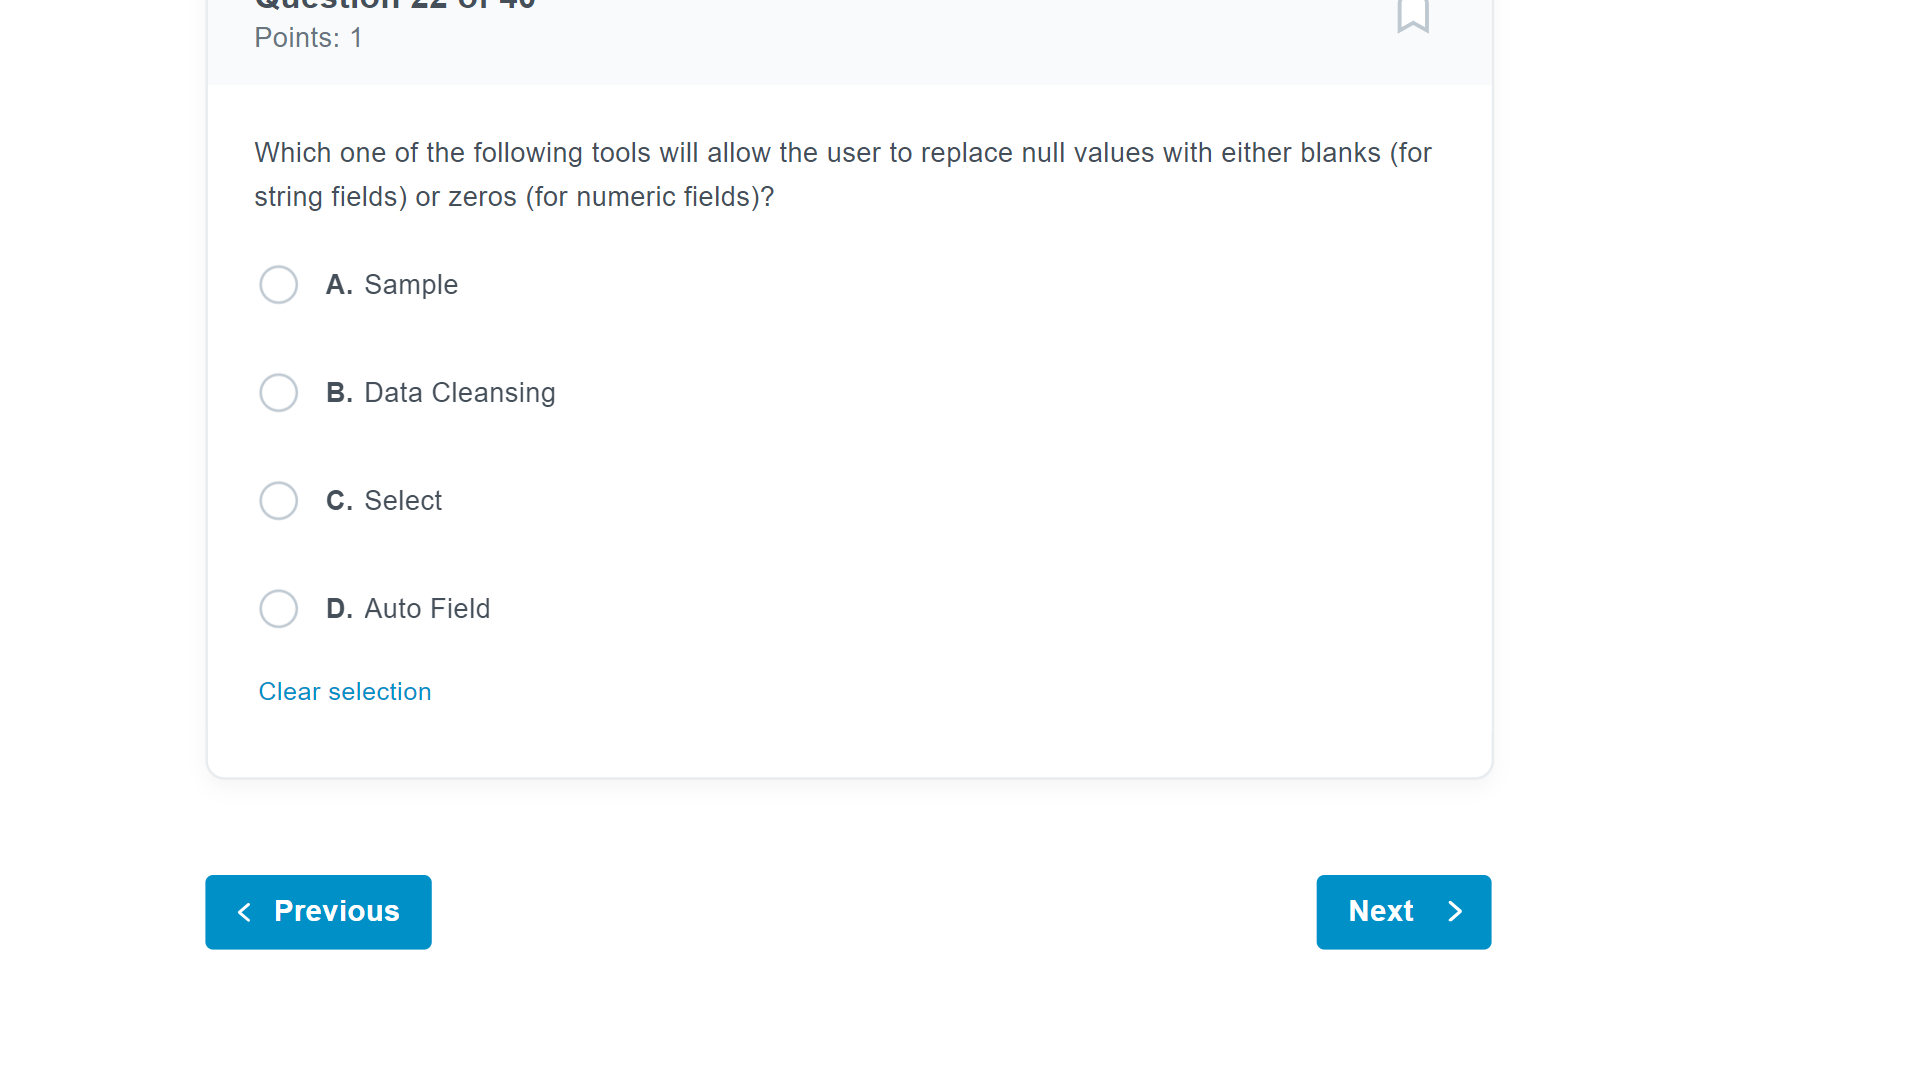 Question 22 of 40
Points: 1
Which one of the following tools will allow the user to replace null values with either blanks (for
string fields) or zeros (for numeric fields)?
A. Sample
B. Data Cleansing
C. Select
D. Auto Field
Clear selection
Previous
Next